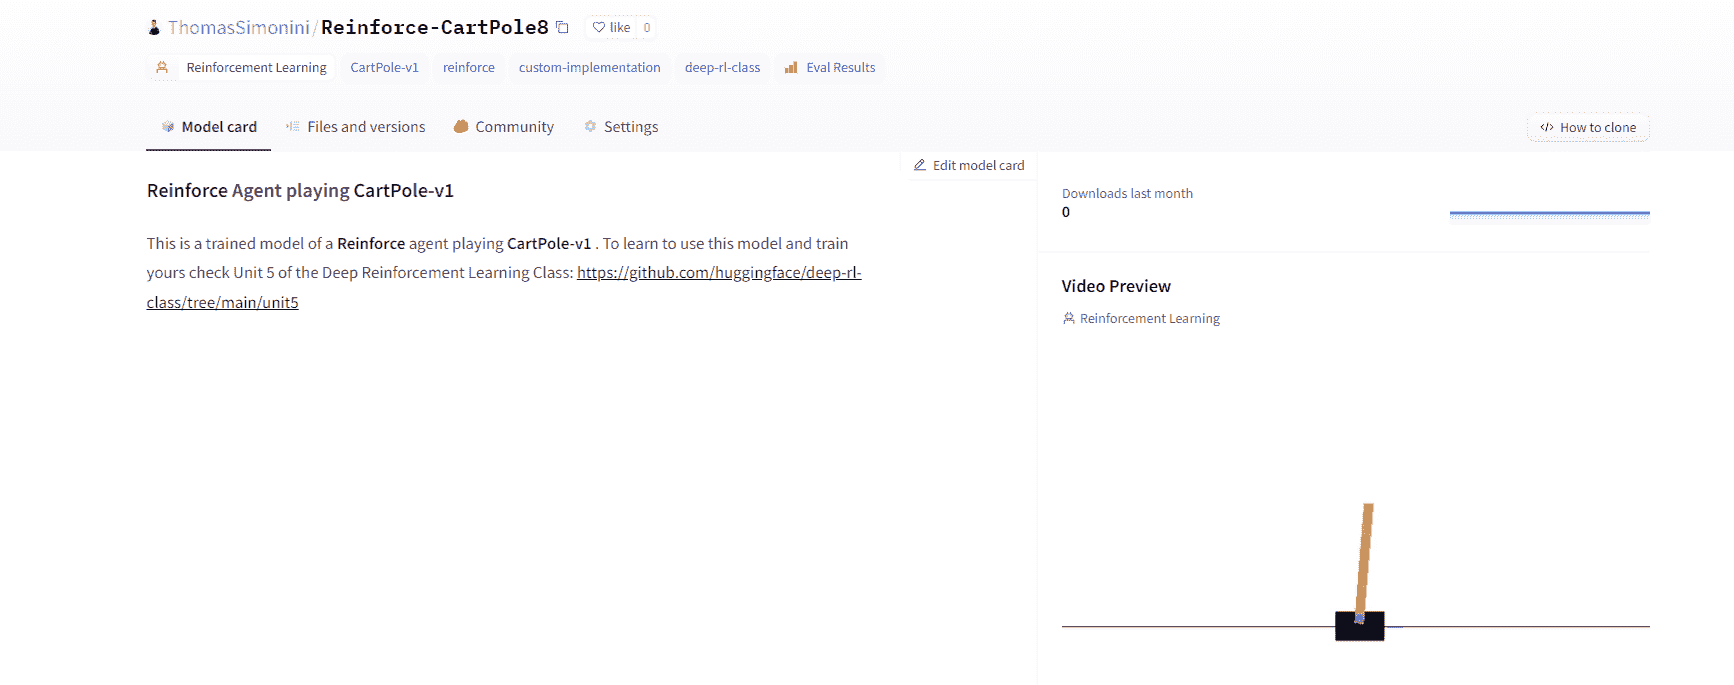 ThomasSimonini/Reinforce-CartPole8 like 0
Reinforcement Learning CartPole-v1 reinforce custom-implementation deep-rl-class Eval Results
Model card Files and versions Community Settings </> How to clone
Edit model card
Reinforce Agent playing CartPole-v1
This is a trained model of a Reinforce agent playing CartPole-v1 . To learn to use this model and train
yours check Unit 5 of the Deep Reinforcement Learning Class: https://github.com/huggingface/deep-rl-
class/tree/main/unit5
Downloads last month
0
Video Preview
Reinforcement Learning